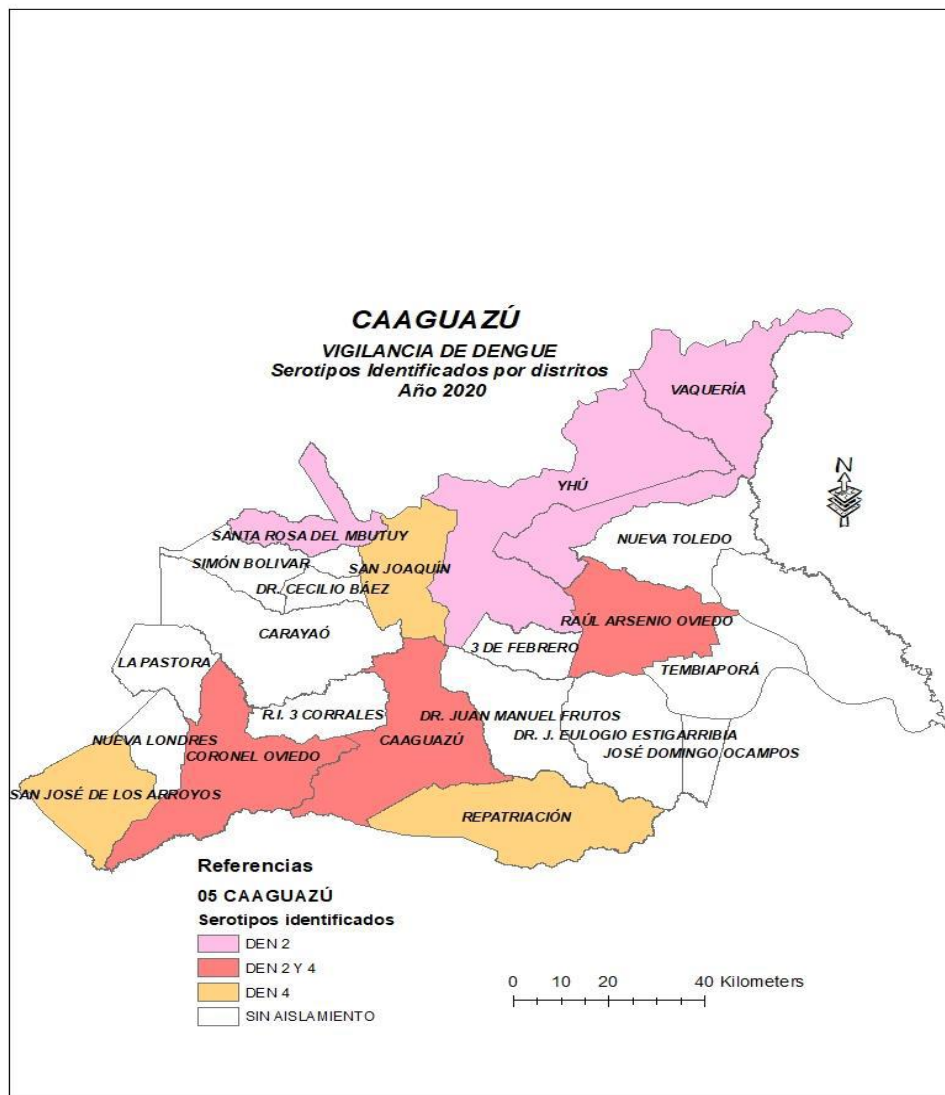 CAAGUAZÚ
VIGILANCIA DE DENGUE
Serotipos Identificados por distritos
Año 2020
VAQUERÍA
N
YHÚ
SANTA ROSA DEL MBUTUY
NUEVA TOLEDO
SIMÓN BOLIVAR
SAN JOAQUÍN
DR. CECILIO BÁEZ
RAÚL ARSENIO OVIEDO
CARAYAÓ
3 DE FEBRERO
LA PASTORA
TEMBIAPORÁ
R.I. 3 CORRALES
DR. JUAN MANUEL FRUTOS
NUEVA LONDRES
CAAGUAZÚ
DR. J. EULOGIO ESTIGARRIBIA
CORONEL OVIEDO
JOSÉ DOMINGO OCAMPOS
SAN JOSÉ DE LOS ARROYOS
REPATRIACIÓN
Referencias
05 CAAGUAZÚ
Serotipos identificados
DEN 2
DEN 2 Y 4
DEN 4
SIN AISLAMIENTO
0 10 20 40 Kilometers